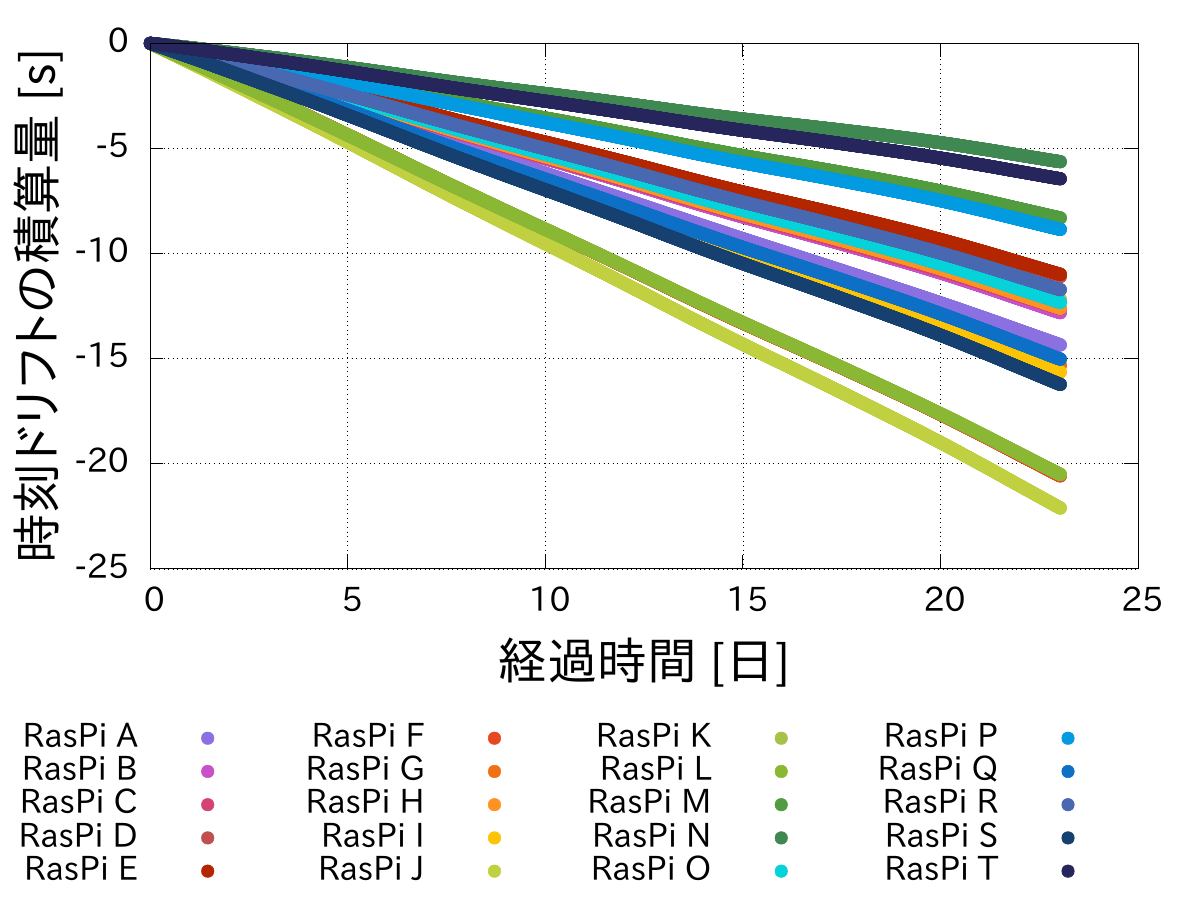 時刻ドリフトの積算量 [s]
0
-5
-10
-15
-20
-25
0 5 10 15 20 25
経過時間 [日]
RasPi A RasPi F RasPi K RasPi P
RasPi B RasPi G RasPi L RasPi Q
RasPi C RasPi H RasPi M RasPi R
RasPi D RasPi I RasPi N RasPi S
RasPi E RasPi J RasPi O RasPi T